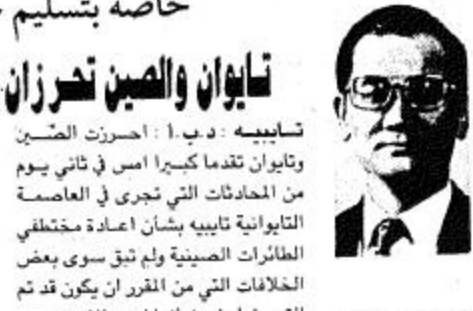 خاصة بتسليم
تايوان والصين تحرزان
تايبيه : د.ب.ا : احرزت الصين
وتايوان تقدما كبيرا امس في ثاني يوم
من المحادثات التي تجرى في العاصمة
التايوانية تايبيه بشأن اعادة مختطفي
الطائرات الصينية ولم تبق سوى بعض
الخلافات التي من المقرر ان يكون قد تم